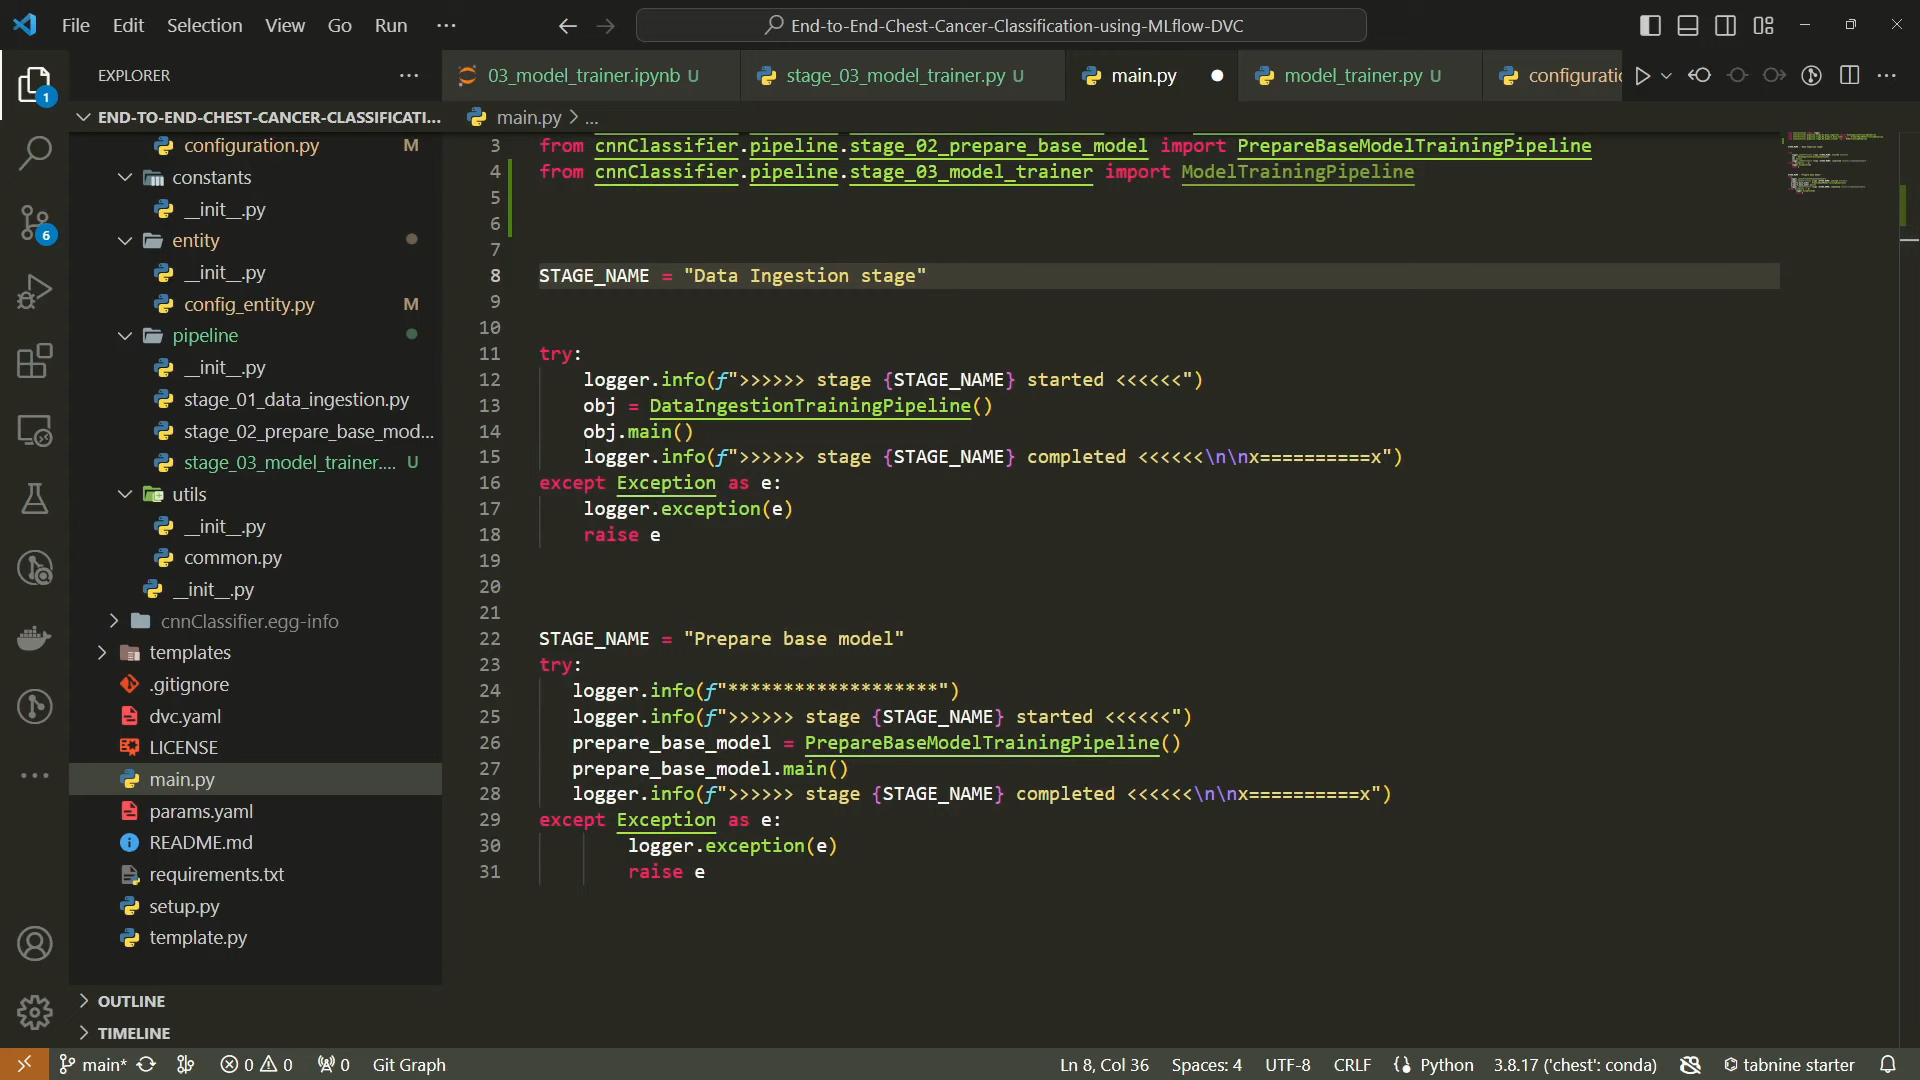 File Edit Selection View Go Run ···
End-to-End-Chest-Cancer-Classification-using-MLflow-DVC
EXPLORER
03_model_trainer.ipynb U
stage_03_model_trainer.py U
main.py
model_trainer.py U
configuratio
1
END-TO-END-CHEST-CANCER-CLASSIFICATI...
configuration.py M
constants
__init__.py
entity
__init__.py
config_entity.py M
pipeline
__init__.py
stage_01_data_ingestion.py
stage_02_prepare_base_mod...
stage_03_model_trainer.... U
utils
__init__.py
common.py
__init__.py
cnnClassifier.egg-info
templates
.gitignore
dvc.yaml
LICENSE
main.py
params.yaml
README.md
requirements.txt
setup.py
template.py
OUTLINE
TIMELINE
6
main.py > ...
3 from cnnClassifier.pipeline.stage_02_prepare_base_model import PrepareBaseModelTrainingPipeline
4 from cnnClassifier.pipeline.stage_03_model_trainer import ModelTrainingPipeline
5
6
7
8 STAGE_NAME = "Data Ingestion stage"
9
10
11 try:
12 logger.info(f">>>>>> stage {STAGE_NAME} started <<<<<<")
13 obj = DataIngestionTrainingPipeline()
14 obj.main()
15 logger.info(f">>>>>> stage {STAGE_NAME} completed <<<<<<\n\nx==========x")
16 except Exception as e:
17 logger.exception(e)
18 raise e
19
20
21
22 STAGE_NAME = "Prepare base model"
23 try:
24 logger.info(f"*******************")
25 logger.info(f">>>>>> stage {STAGE_NAME} started <<<<<<")
26 prepare_base_model = PrepareBaseModelTrainingPipeline()
27 prepare_base_model.main()
28 logger.info(f">>>>>> stage {STAGE_NAME} completed <<<<<<\n\nx==========x")
29 except Exception as e:
30 logger.exception(e)
31 raise e
main* 0 0 0 Git Graph
Ln 8, Col 36 Spaces: 4 UTF-8 CRLF Python 3.8.17 ('chest': conda) tabnine starter